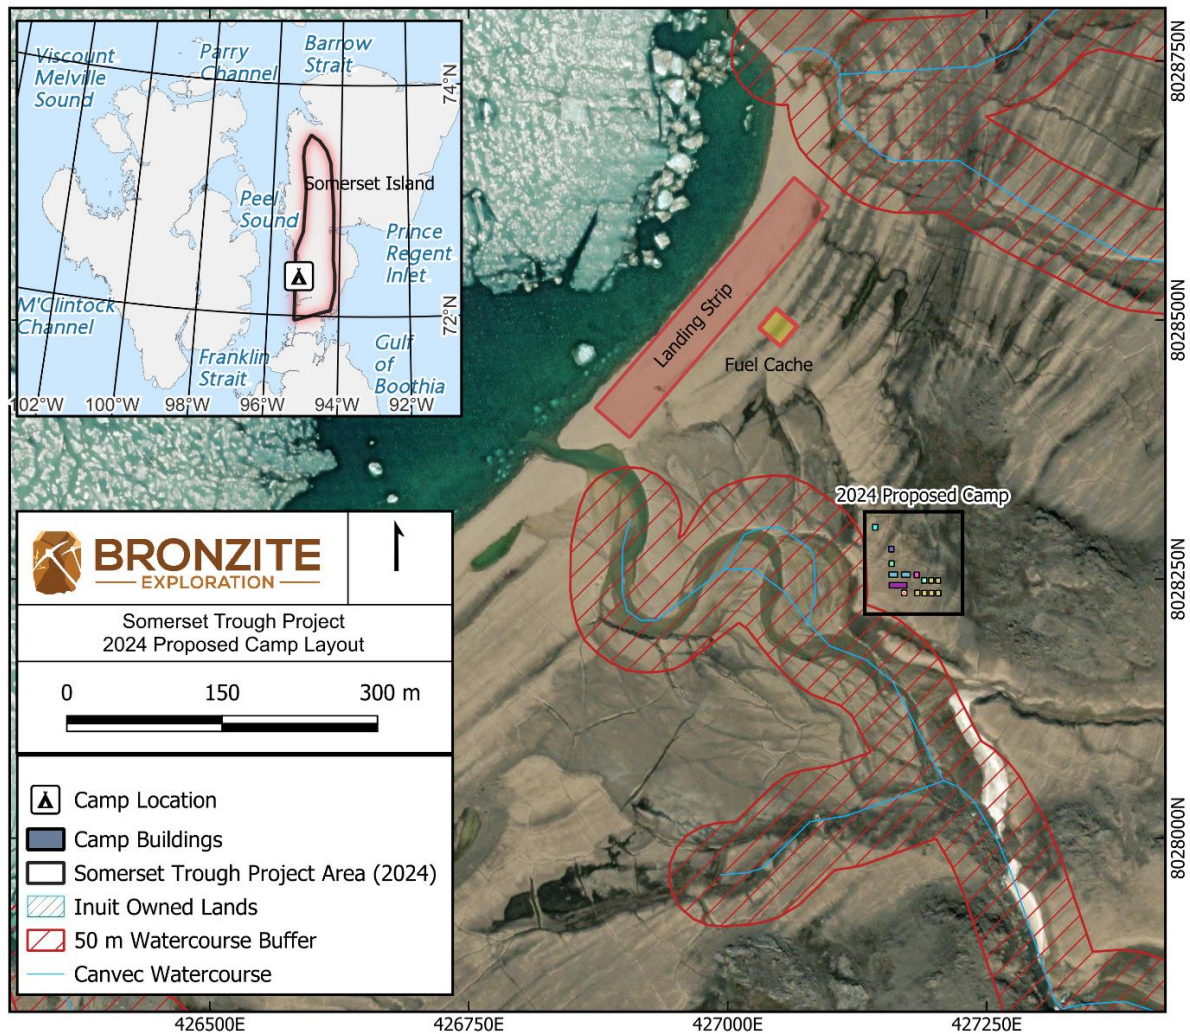 Viscount
Melville
Sound
Parry
Channel
Barrow
Strait
74°N
Somerset Island
Peel
Sound
Prince
Regent
Inlet
M'Clintock
Channel
72°N
Franklin
Strait
Gulf
of
Boothia
102°W 100°W 98°W 96°W 94°W 92°W
8028750N
8028500N
8028250N
8028000N
Landing Strip
Fuel Cache
2024 Proposed Camp
BRONZITE
EXPLORATION
Somerset Trough Project
2024 Proposed Camp Layout
0 150 300 m
Camp Location
Camp Buildings
Somerset Trough Project Area (2024)
Inuit Owned Lands
50 m Watercourse Buffer
Canvec Watercourse
426500E 426750E 427000E 427250E